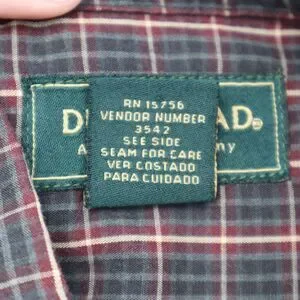 RN 15756
VENDOR NUMBER
3542
SEE SIDE
SEAM FOR CARE
VER COSTADO
PARA CUIDADO